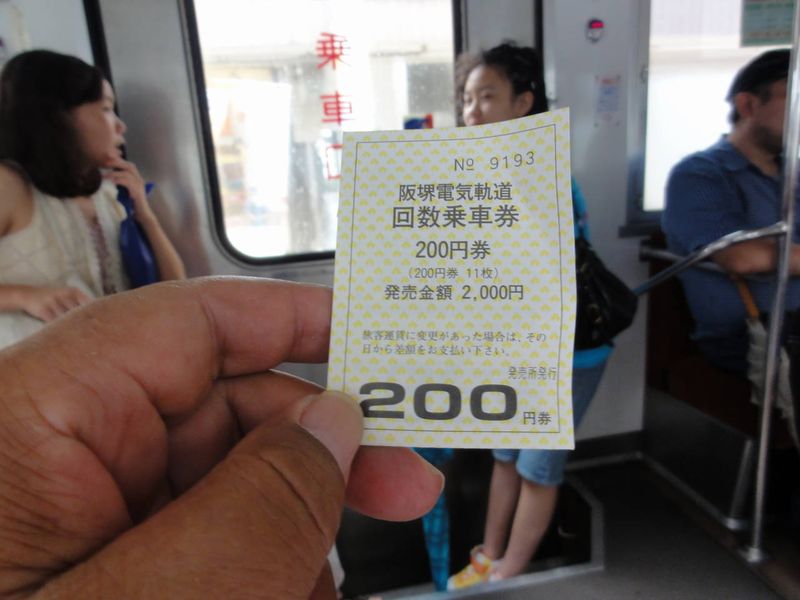 乗
車
№ 9193
阪堺電気軌道
回数乗車券
200円券
(200円券 11枚)
発売金額 2,000円
旅客運賃に変更があった場合は、その
日から差額をお支払い下さい。
発売所発行
200円券